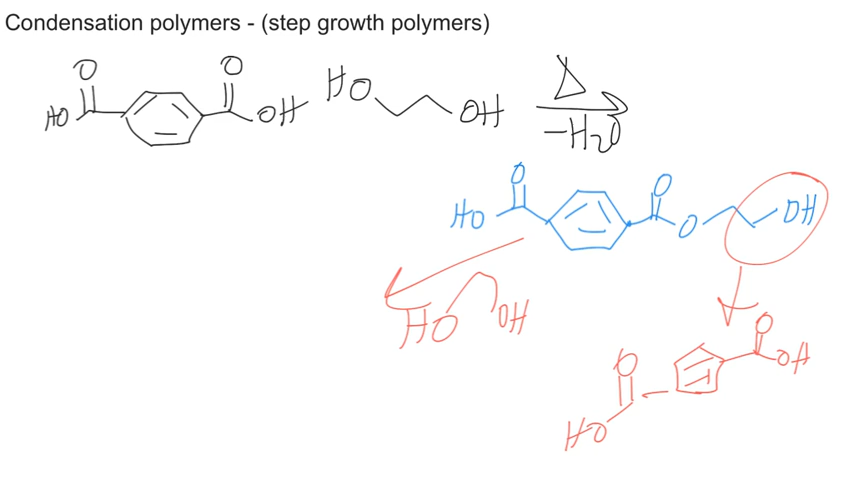 Condensation polymers - (step growth polymers)
O O HO OH Δ
HO OH -H2O
O O
HO O OH
HO OH
O OH
O
HO